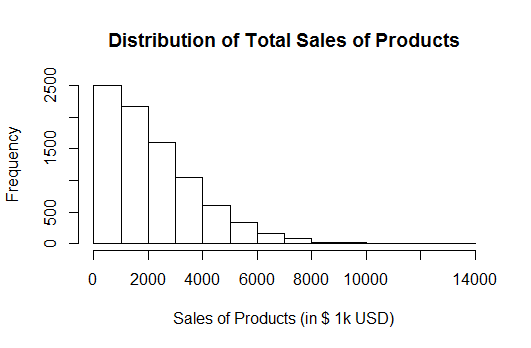 Distribution of Total Sales of Products
Frequency
2500
1500
500
0
0 2000 4000 6000 8000 10000 14000
Sales of Products (in $ 1k USD)